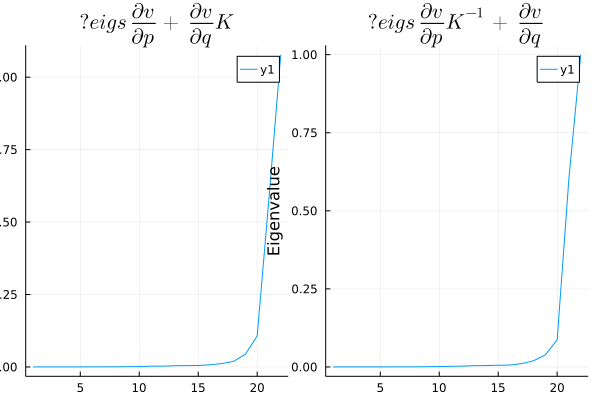 ?eigs ∂v/∂p + ∂v/∂q K
?eigs ∂v/∂p K⁻¹ + ∂v/∂q
y1
.00
.75
.50
.25
.00
5 10 15 20
y1
Eigenvalue
1.00
0.75
0.50
0.25
0.00
5 10 15 20